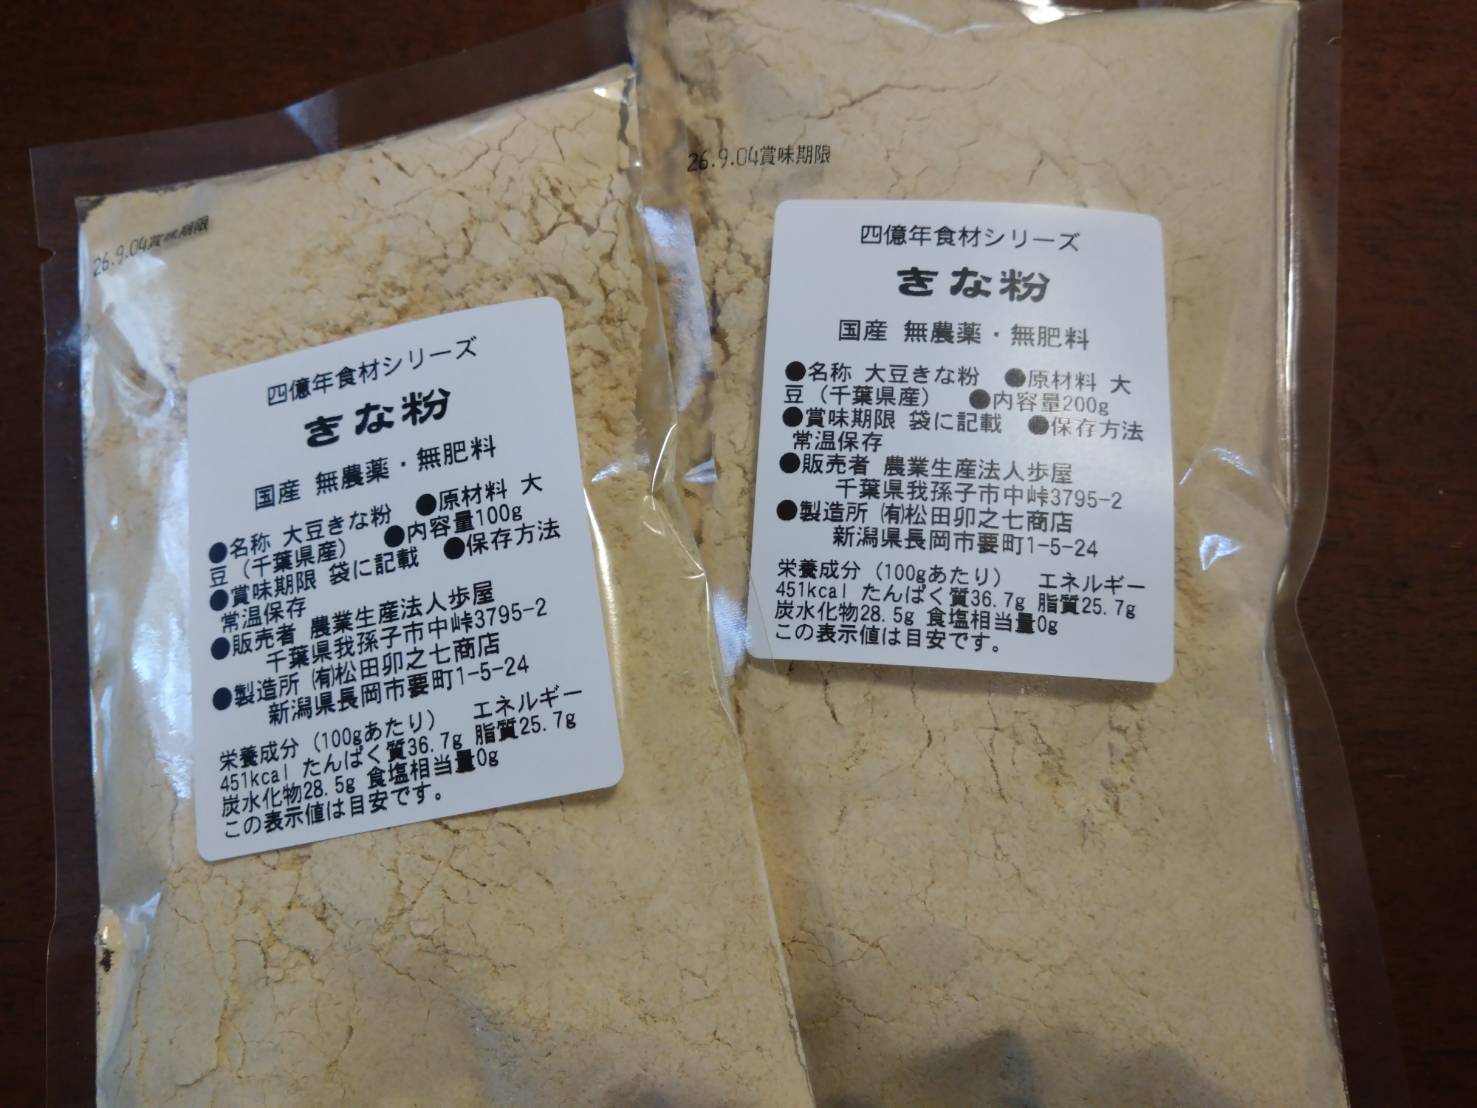 26.9.04賞味期限
四億年食材シリーズ
きな粉
国産 無農薬・無肥料
●名称 大豆きな粉 ●原材料 大
豆（千葉県産） ●内容量100g
●賞味期限 袋に記載 ●保存方法
常温保存
●販売者 農業生産法人歩屋
千葉県我孫子市中峠3795-2
●製造所 ㈲松田卯之七商店
新潟県長岡市要町1-5-24
栄養成分（100gあたり） エネルギー
451kcal たんぱく質36.7g 脂質25.7g
炭水化物28.5g 食塩相当量0g
この表示値は目安です。
26.9.04賞味期限
四億年食材シリーズ
きな粉
国産 無農薬・無肥料
●名称 大豆きな粉 ●原材料 大
豆（千葉県産） ●内容量200g
●賞味期限 袋に記載 ●保存方法
常温保存
●販売者 農業生産法人歩屋
千葉県我孫子市中峠3795-2
●製造所 ㈲松田卯之七商店
新潟県長岡市要町1-5-24
栄養成分（100gあたり） エネルギー
451kcal たんぱく質36.7g 脂質25.7g
炭水化物28.5g 食塩相当量0g
この表示値は目安です。